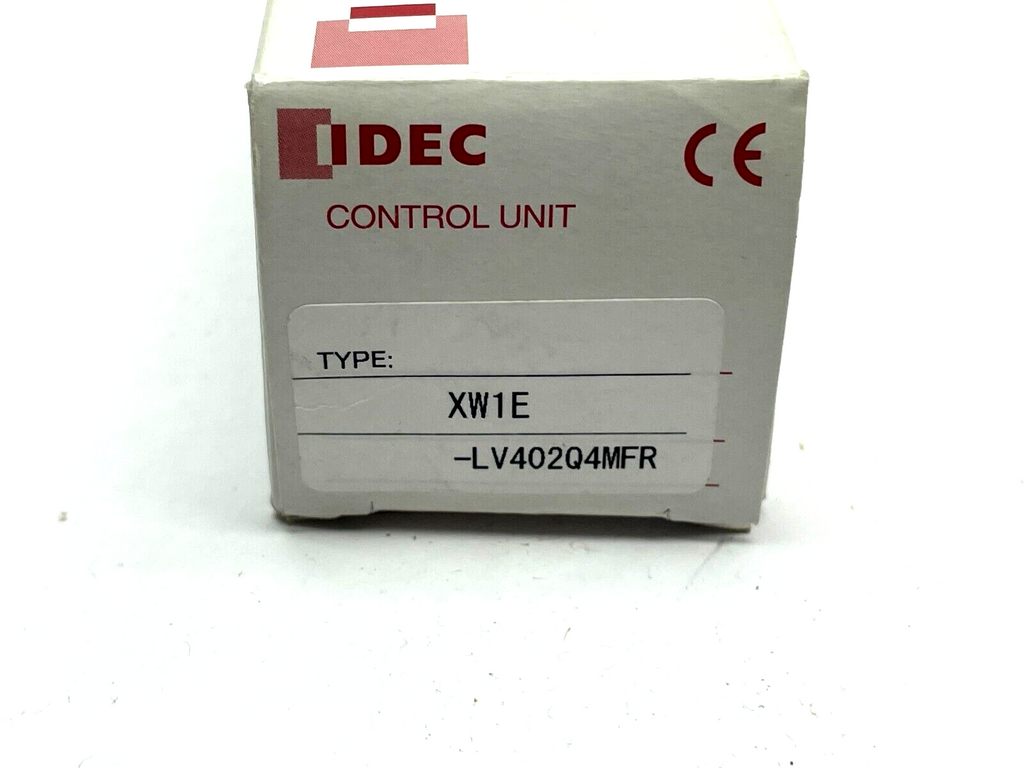 IDEC
CE
CONTROL UNIT
TYPE:
XW1E
-LV402Q4MFR